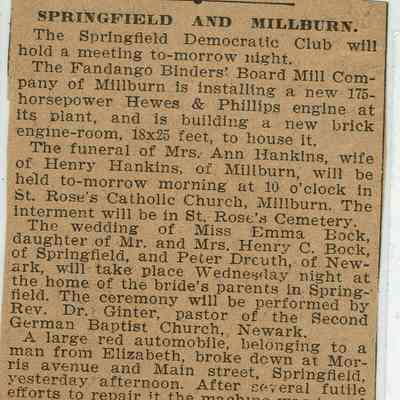 SPRINGFIELD AND MILLBURN.
The Springfield Democratic Club will
hold a meeting to-morrow night.
The Fandango Binders' Board Mill Com-
pany of Millburn is installing a new 175-
horsepower Hewes & Phillips engine at
its plant, and is building a new brick
engine-room, 18x25 feet, to house it.
The funeral of Mrs. Ann Hankins, wife
of Henry Hankins, of Millburn, will be
held to-morrow morning at 10 o'clock in
St. Rose's Catholic Church, Millburn. The
interment will be in St. Rose's Cemetery.
The wedding of Miss Emma Bock,
daughter of Mr. and Mrs. Henry C. Bock,
of Springfield, and Peter Dreuth, of New-
ark, will take place Wednesday night at
the home of the bride's parents in Spring-
field. The ceremony will be performed by
Rev. Dr. Ginter, pastor of the Second
German Baptist Church, Newark.
A large red automobile, belonging to a
man from Elizabeth, broke down at Mor-
ris avenue and Main street, Springfield,
yesterday afternoon. After several futile
efforts to repair it the machine was